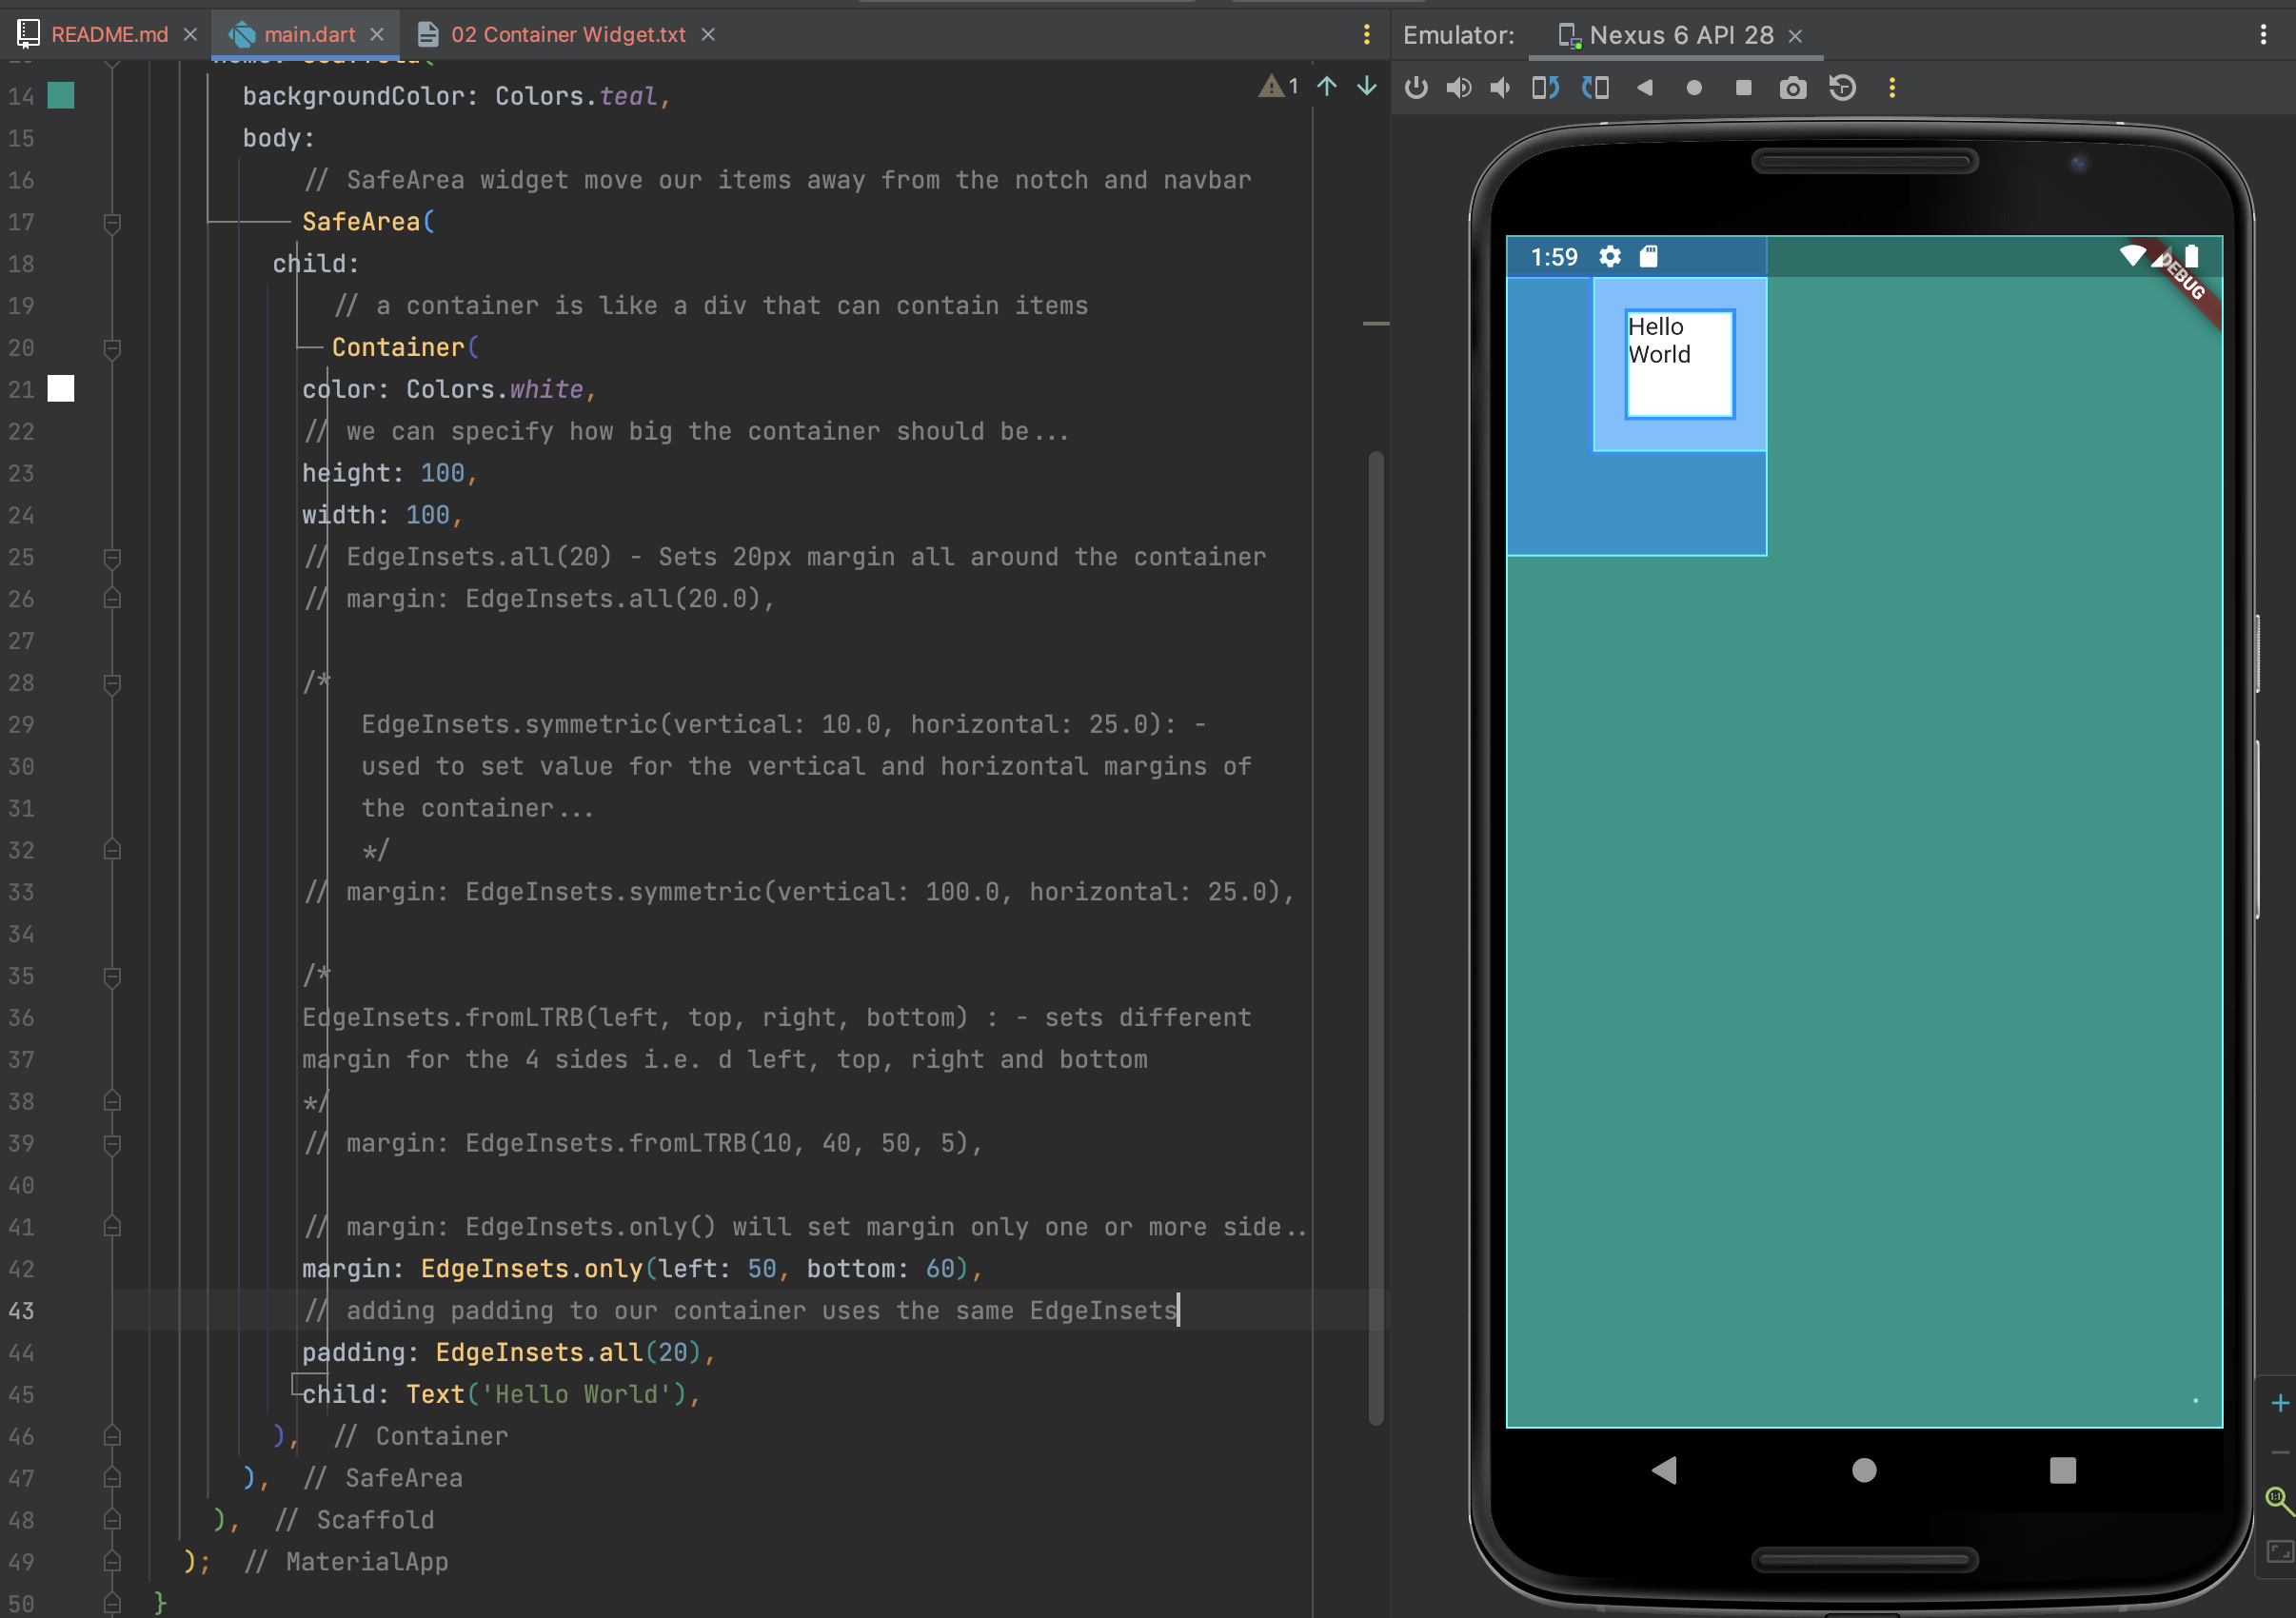 README.md
main.dart
02 Container Widget.txt
Emulator:
Nexus 6 API 28
1
14 backgroundColor: Colors.teal,
15 body:
16 // SafeArea widget move our items away from the notch and navbar
17 SafeArea(
18 child:
19 // a container is like a div that can contain items
20 Container(
21 color: Colors.white,
22 // we can specify how big the container should be...
23 height: 100,
24 width: 100,
25 // EdgeInsets.all(20) - Sets 20px margin all around the container
26 // margin: EdgeInsets.all(20.0),
27
28 /*
29 EdgeInsets.symmetric(vertical: 10.0, horizontal: 25.0): -
30 used to set value for the vertical and horizontal margins of
31 the container...
32 */
33 // margin: EdgeInsets.symmetric(vertical: 100.0, horizontal: 25.0),
34
35 /*
36 EdgeInsets.fromLTRB(left, top, right, bottom) : - sets different
37 margin for the 4 sides i.e. d left, top, right and bottom
38 */
39 // margin: EdgeInsets.fromLTRB(10, 40, 50, 5),
40
41 // margin: EdgeInsets.only() will set margin only one or more side..
42 margin: EdgeInsets.only(left: 50, bottom: 60),
43 // adding padding to our container uses the same EdgeInsets
44 padding: EdgeInsets.all(20),
45 child: Text('Hello World'),
46 ), // Container
47 ), // SafeArea
48 ), // Scaffold
49 ); // MaterialApp
50 }
1:59
DEBUG
Hello
World
1:1